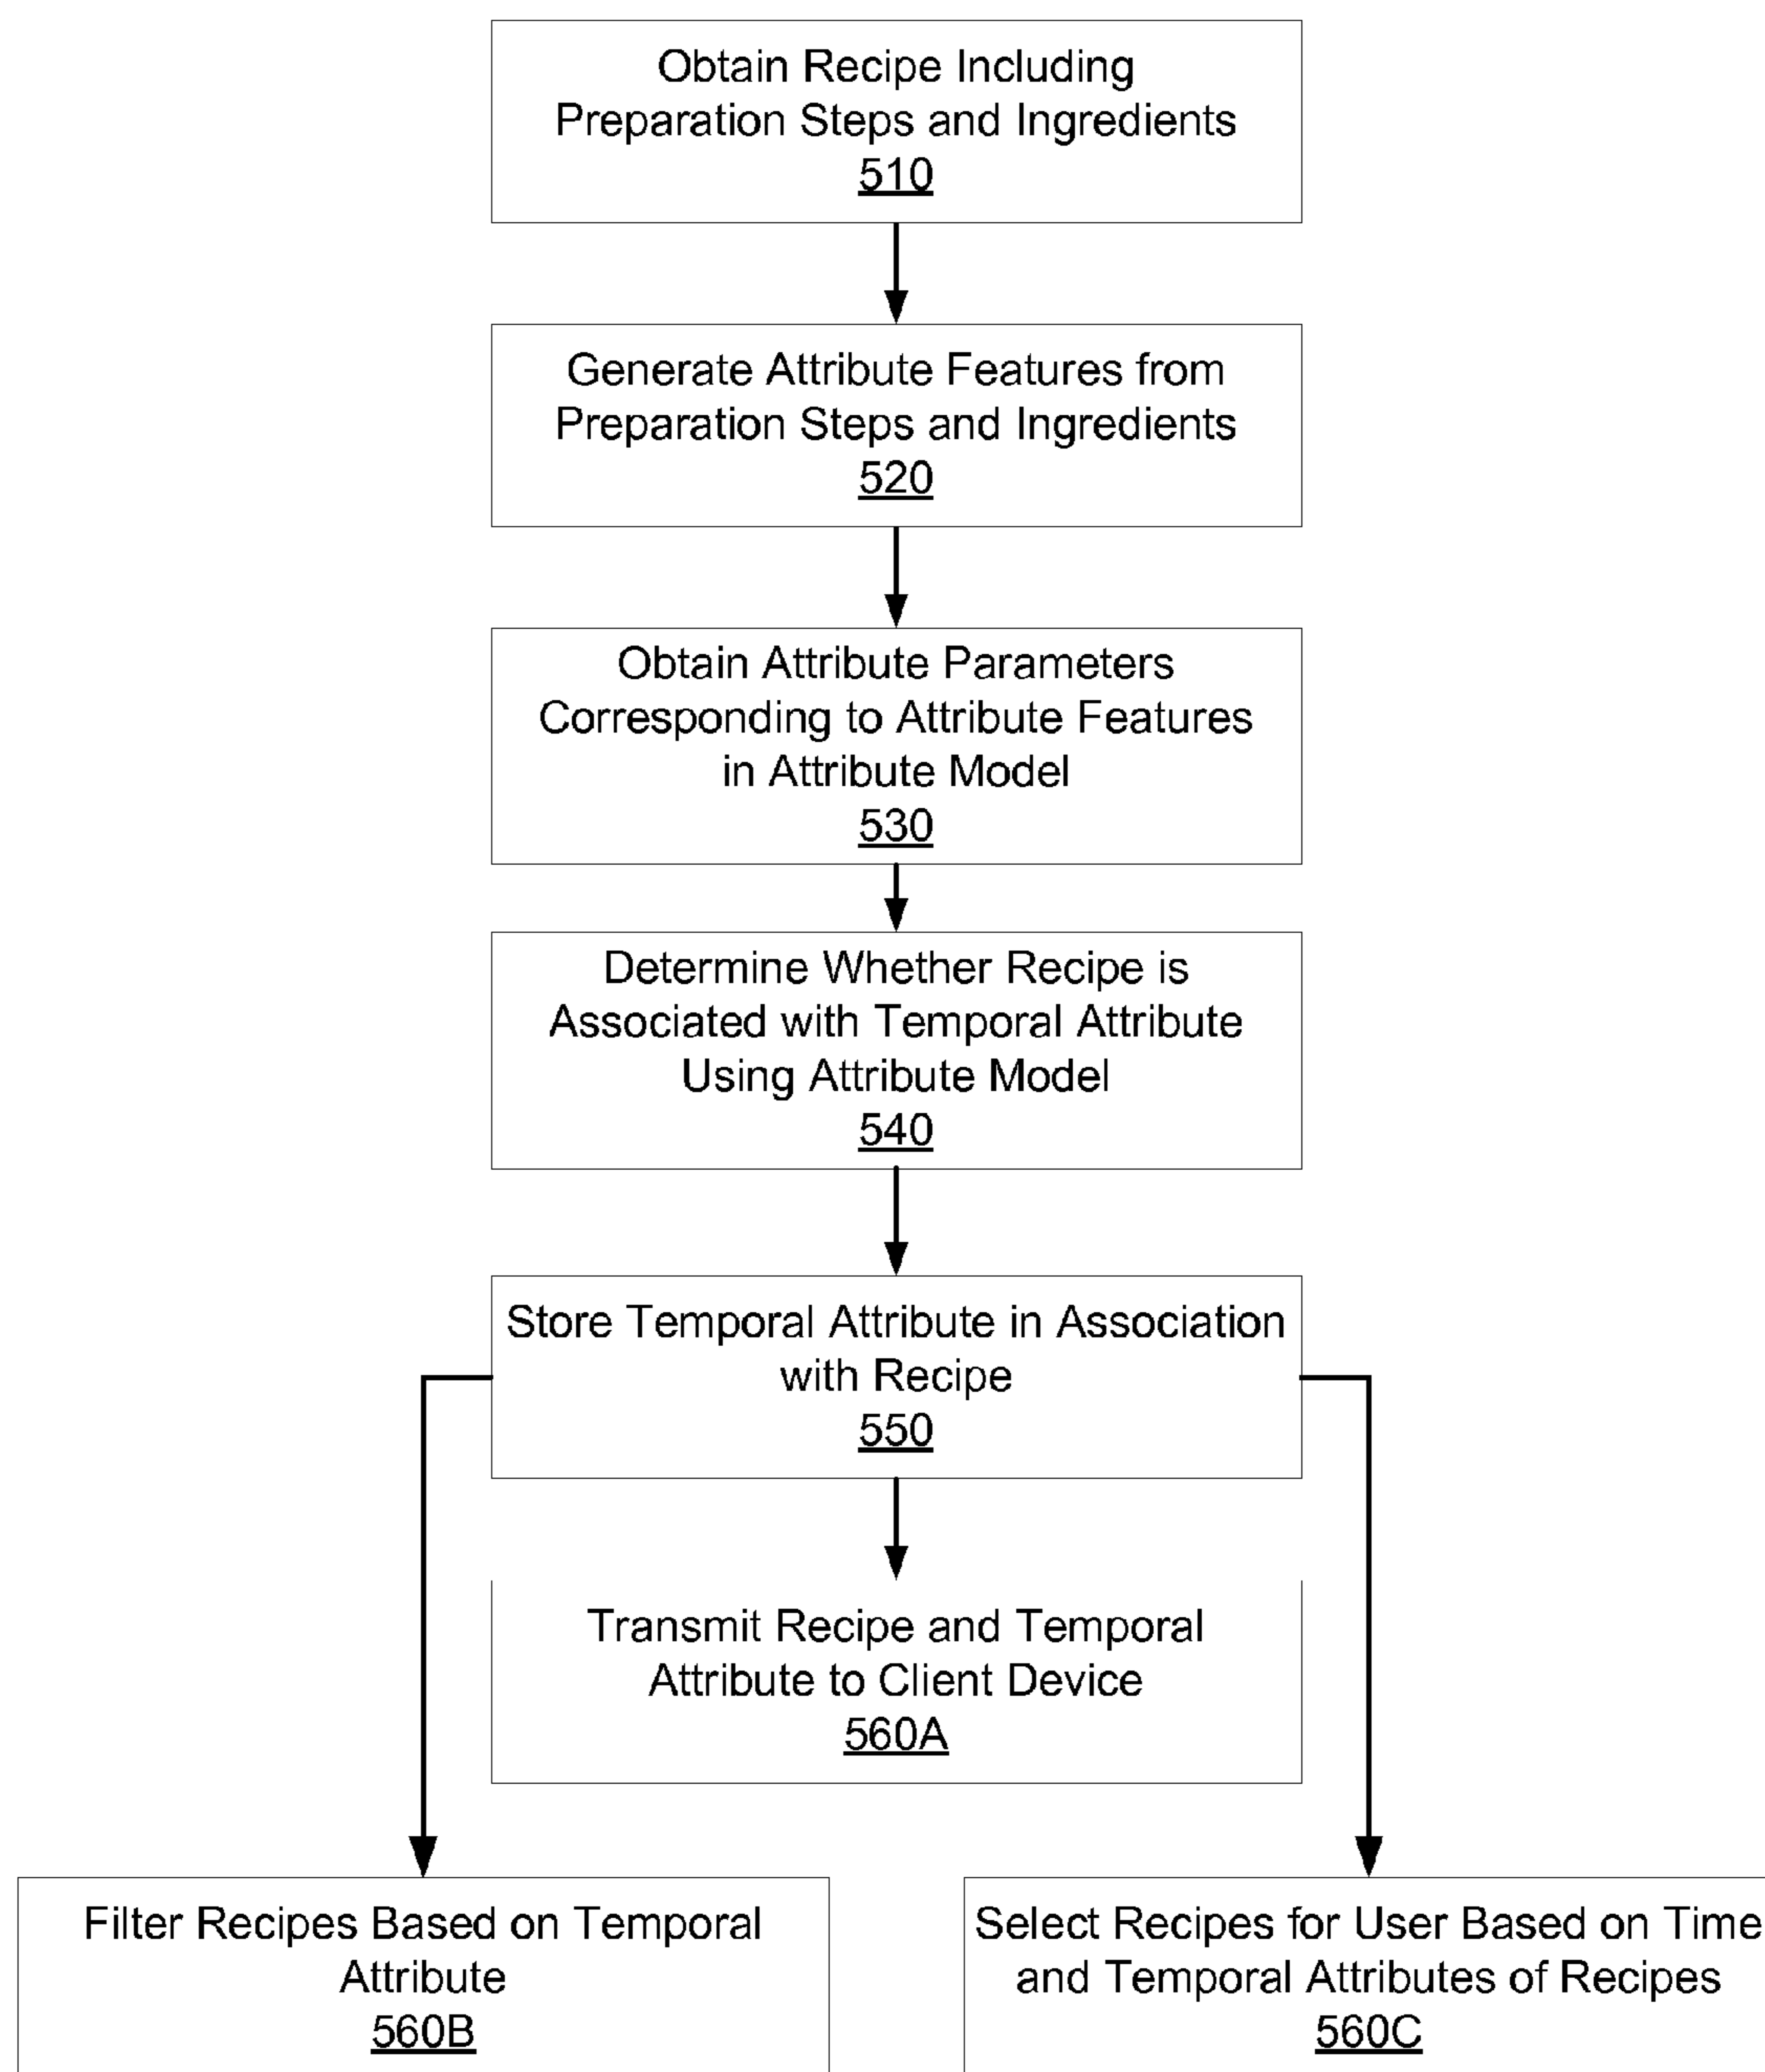 Obtain Recipe Including
Preparation Steps and Ingredients
510
Generate Attribute Features from
Preparation Steps and Ingredients
520
Obtain Attribute Parameters
Corresponding to Attribute Features
in Attribute Model
530
Determine Whether Recipe is
Associated with Temporal Attribute
Using Attribute Model
540
Store Temporal Attribute in Association
with Recipe
550
Transmit Recipe and Temporal
Attribute to Client Device
560A
Filter Recipes Based on Temporal
Attribute
560B
Select Recipes for User Based on Time
and Temporal Attributes of Recipes
560C